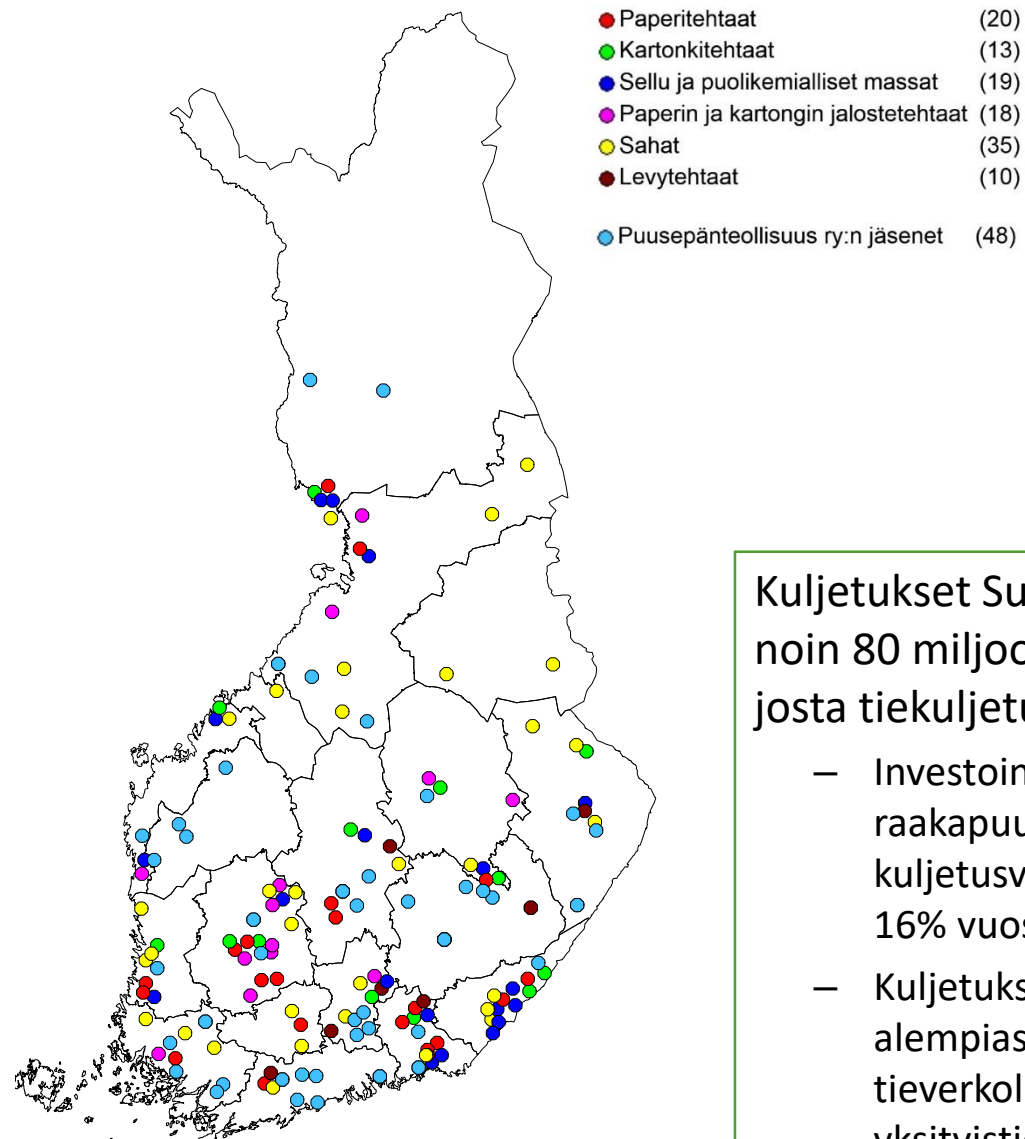 Paperitehtaat (20)
Kartonkitehtaat (13)
Sellu ja puolikemialliset massat (19)
Paperin ja kartongin jalostetehtaat (18)
Sahat (35)
Levytehtaat (10)
Puusepänteollisuus ry:n jäsenet (48)
Kuljetukset Su
noin 80 miljoo
josta tiekuljetu
– Investoin
raakapuu
kuljetusv
16% vuos
– Kuljetuks
alempias
tieverkol